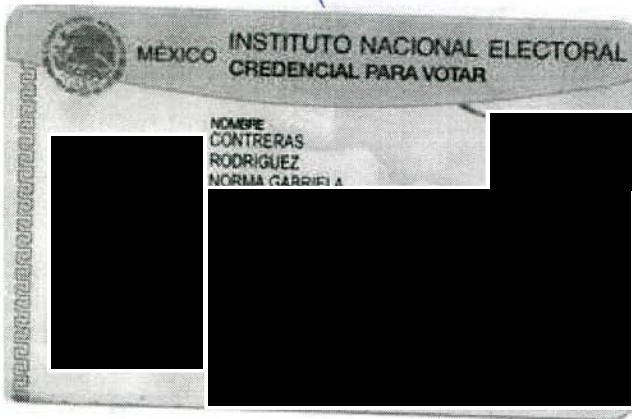 MÉXICO INSTITUTO NACIONAL ELECTORAL
CREDENCIAL PARA VOTAR
NOMBRE
CONTRERAS
RODRIGUEZ
NORMA GABRIELA